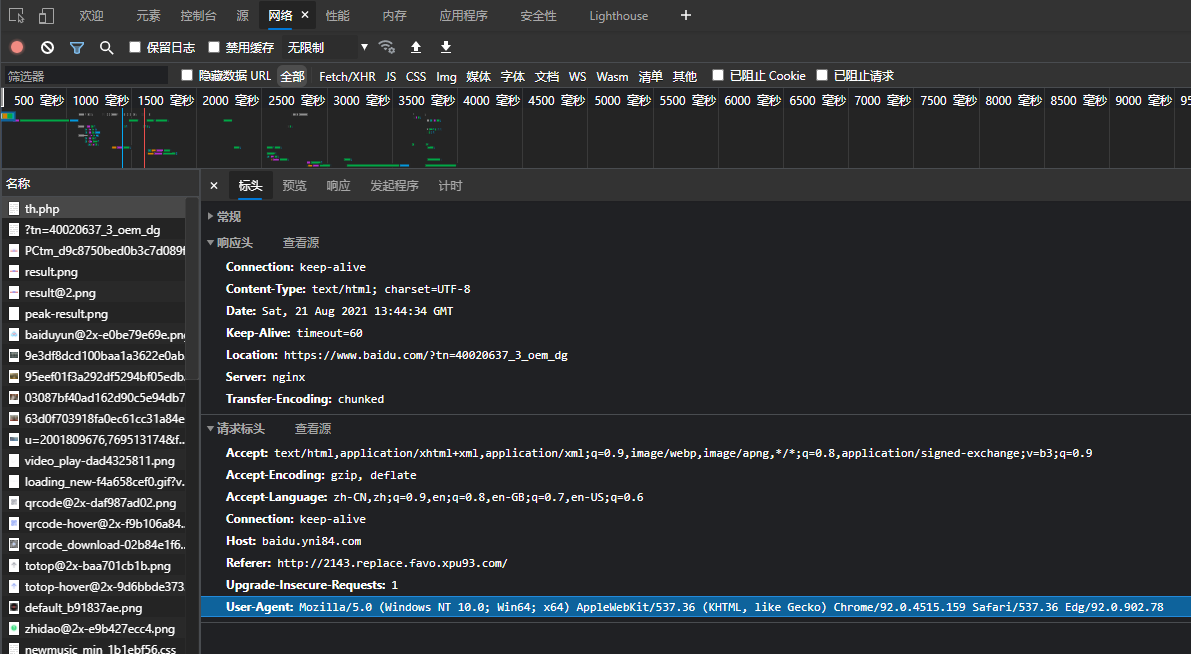 欢迎 元素 控制台 源 网络 × 性能 内存 应用程序 安全性 Lighthouse +
保留日志 禁用缓存 无限制
筛选器 隐藏数据 URL 全部 Fetch/XHR JS CSS Img 媒体 字体 文档 WS Wasm 清单 其他 已阻止 Cookie 已阻止请求
500 毫秒 1000 毫秒 1500 毫秒 2000 毫秒 2500 毫秒 3000 毫秒 3500 毫秒 4000 毫秒 4500 毫秒 5000 毫秒 5500 毫秒 6000 毫秒 6500 毫秒 7000 毫秒 7500 毫秒 8000 毫秒 8500 毫秒 9000 毫秒 95
名称
th.php
?tn=40020637_3_oem_dg
PCtm_d9c8750bed0b3c7d089f
result.png
result@2.png
peak-result.png
baiduyun@2x-e0be79e69e.png
9e3df8dcd100baa1a3622e0ab
95eef01f3a292df5294bf05edb
03087bf40ad162d90c5e94db7
63d0f703918fa0ec61cc31a84e
u=2001809676,769513174&f...
video_play-dad4325811.png
loading_new-f4a658cef0.gif?v...
qrcode@2x-daf987ad02.png
qrcode-hover@2x-f9b106a84...
qrcode_download-02b84e1f6...
totop@2x-baa701cb1b.png
totop-hover@2x-9d6bbde373
default_b91837ae.png
zhidao@2x-e9b427ecc4.png
newmusic_min_1b1ebf56.css
× 标头 预览 响应 发起程序 计时
常规
响应头 查看源
Connection: keep-alive
Content-Type: text/html; charset=UTF-8
Date: Sat, 21 Aug 2021 13:44:34 GMT
Keep-Alive: timeout=60
Location: https://www.baidu.com/?tn=40020637_3_oem_dg
Server: nginx
Transfer-Encoding: chunked
请求标头 查看源
Accept: text/html,application/xhtml+xml,application/xml;q=0.9,image/webp,image/apng,*/*;q=0.8,application/signed-exchange;v=b3;q=0.9
Accept-Encoding: gzip, deflate
Accept-Language: zh-CN,zh;q=0.9,en;q=0.8,en-GB;q=0.7,en-US;q=0.6
Connection: keep-alive
Host: baidu.yni84.com
Referer: http://2143.replace.favo.xpu93.com/
Upgrade-Insecure-Requests: 1
User-Agent: Mozilla/5.0 (Windows NT 10.0; Win64; x64) AppleWebKit/537.36 (KHTML, like Gecko) Chrome/92.0.4515.159 Safari/537.36 Edg/92.0.902.78